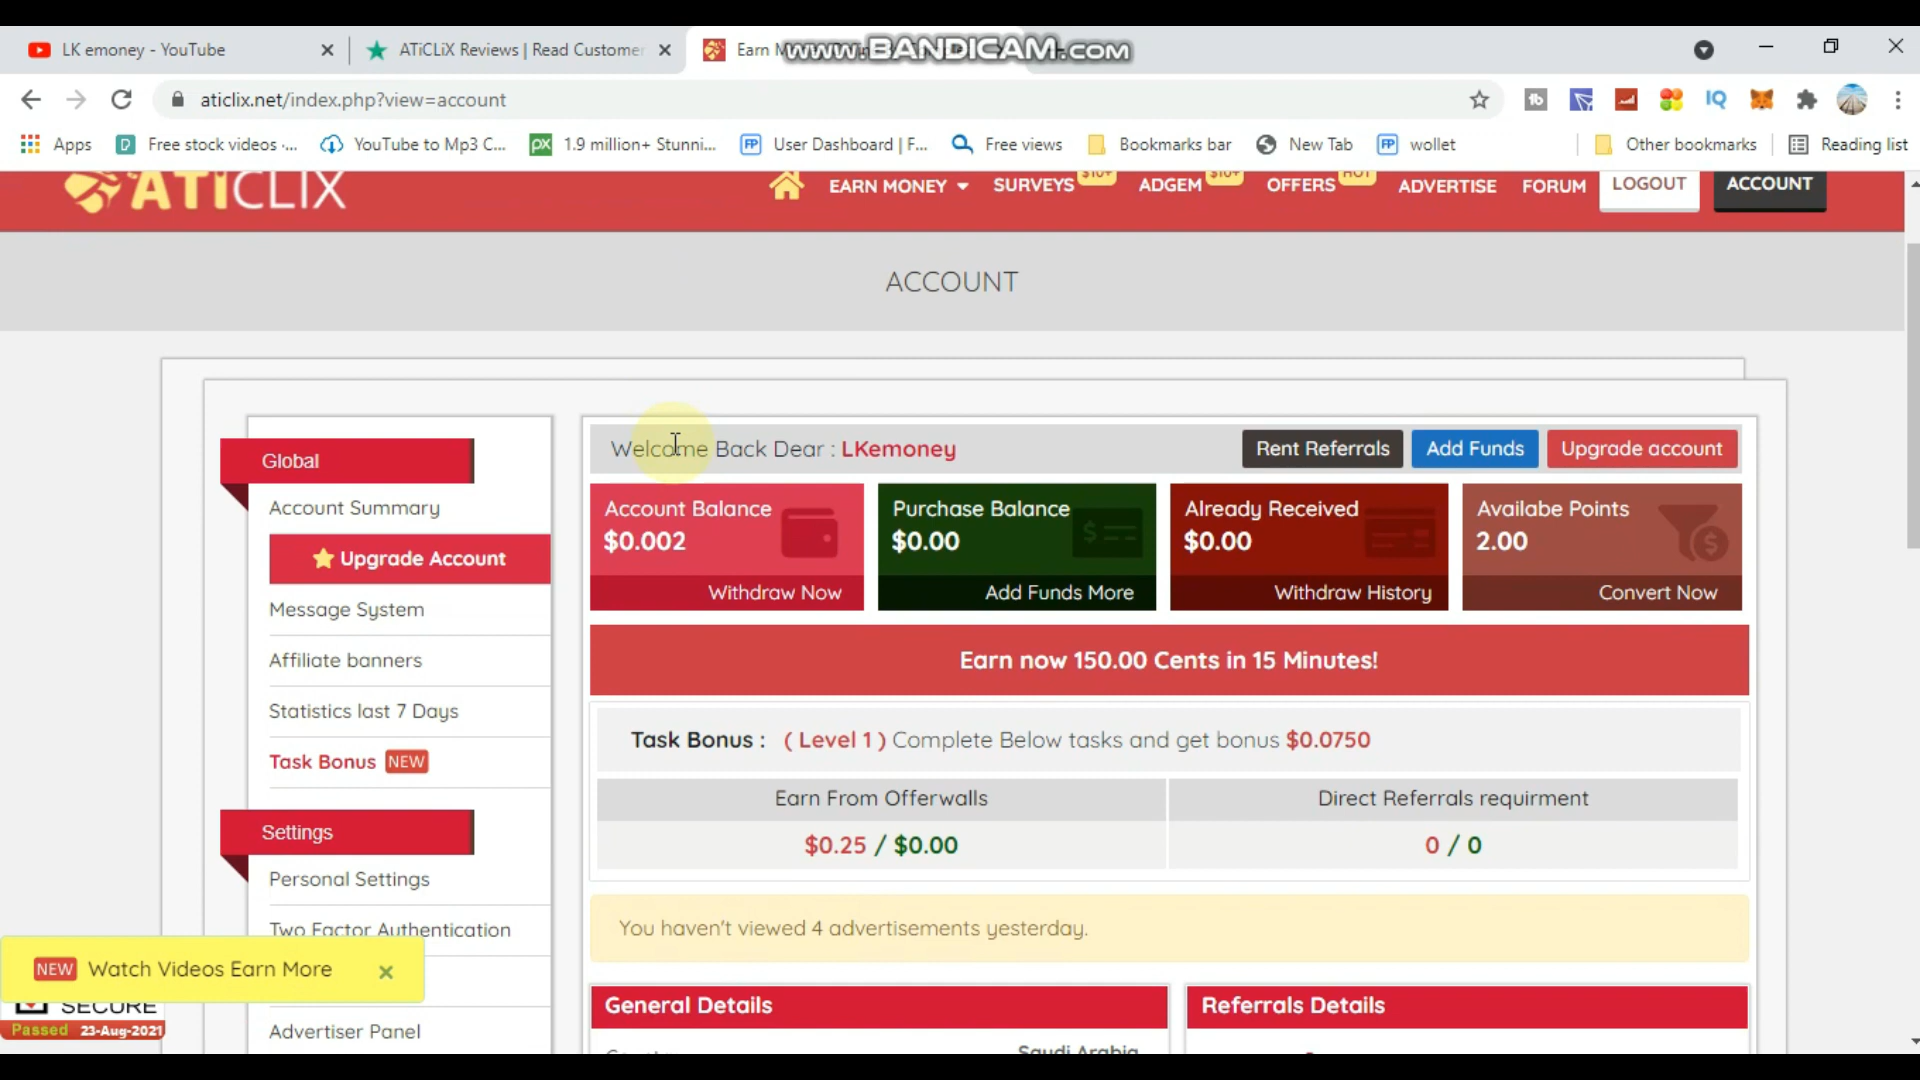 LK emoney - YouTube
ATiCLiX Reviews | Read Customer
Earn M
www.BANDICAM.com
aticlix.net/index.php?view=account
Apps
Free stock videos -...
YouTube to Mp3 C...
1.9 million+ Stunni...
User Dashboard | F...
Free views
Bookmarks bar
New Tab
wollet
Other bookmarks
Reading list
ATICLIX
EARN MONEY
SURVEYS
$10+
ADGEM
$10+
OFFERS
HOT
ADVERTISE
FORUM
LOGOUT
ACCOUNT
ACCOUNT
Global
Account Summary
Upgrade Account
Message System
Affiliate banners
Statistics last 7 Days
Task Bonus NEW
Settings
Personal Settings
Two Factor Authentication
Advertiser Panel
NEW Watch Videos Earn More
SECURE
Passed 23-Aug-2021
Welcome Back Dear : LKemoney
Rent Referrals
Add Funds
Upgrade account
Account Balance
$0.002
Withdraw Now
Purchase Balance
$0.00
Add Funds More
Already Received
$0.00
Withdraw History
Availabe Points
2.00
Convert Now
Earn now 150.00 Cents in 15 Minutes!
Task Bonus : ( Level 1 ) Complete Below tasks and get bonus $0.0750
Earn From Offerwalls
Direct Referrals requirment
$0.25 / $0.00
0 / 0
You haven't viewed 4 advertisements yesterday.
General Details
Referrals Details
Saudi Arabia